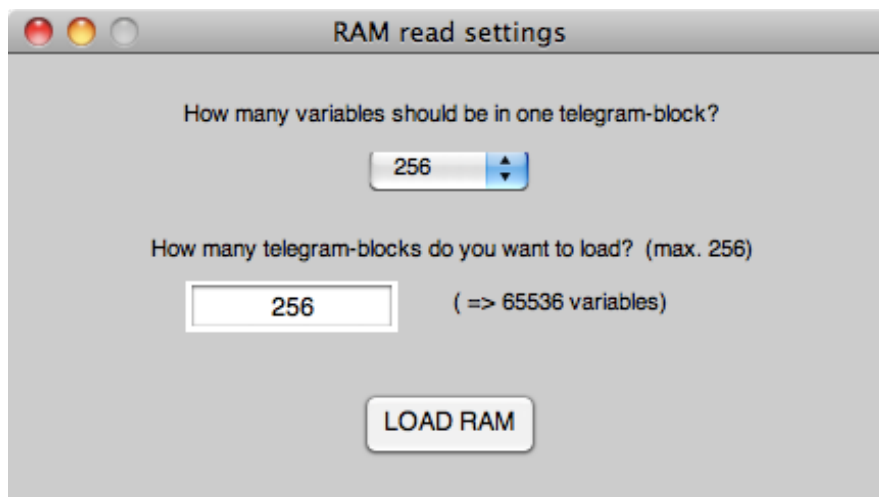 RAM read settings
How many variables should be in one telegram-block?
256
How many telegram-blocks do you want to load? (max. 256)
256 ( => 65536 variables)
LOAD RAM